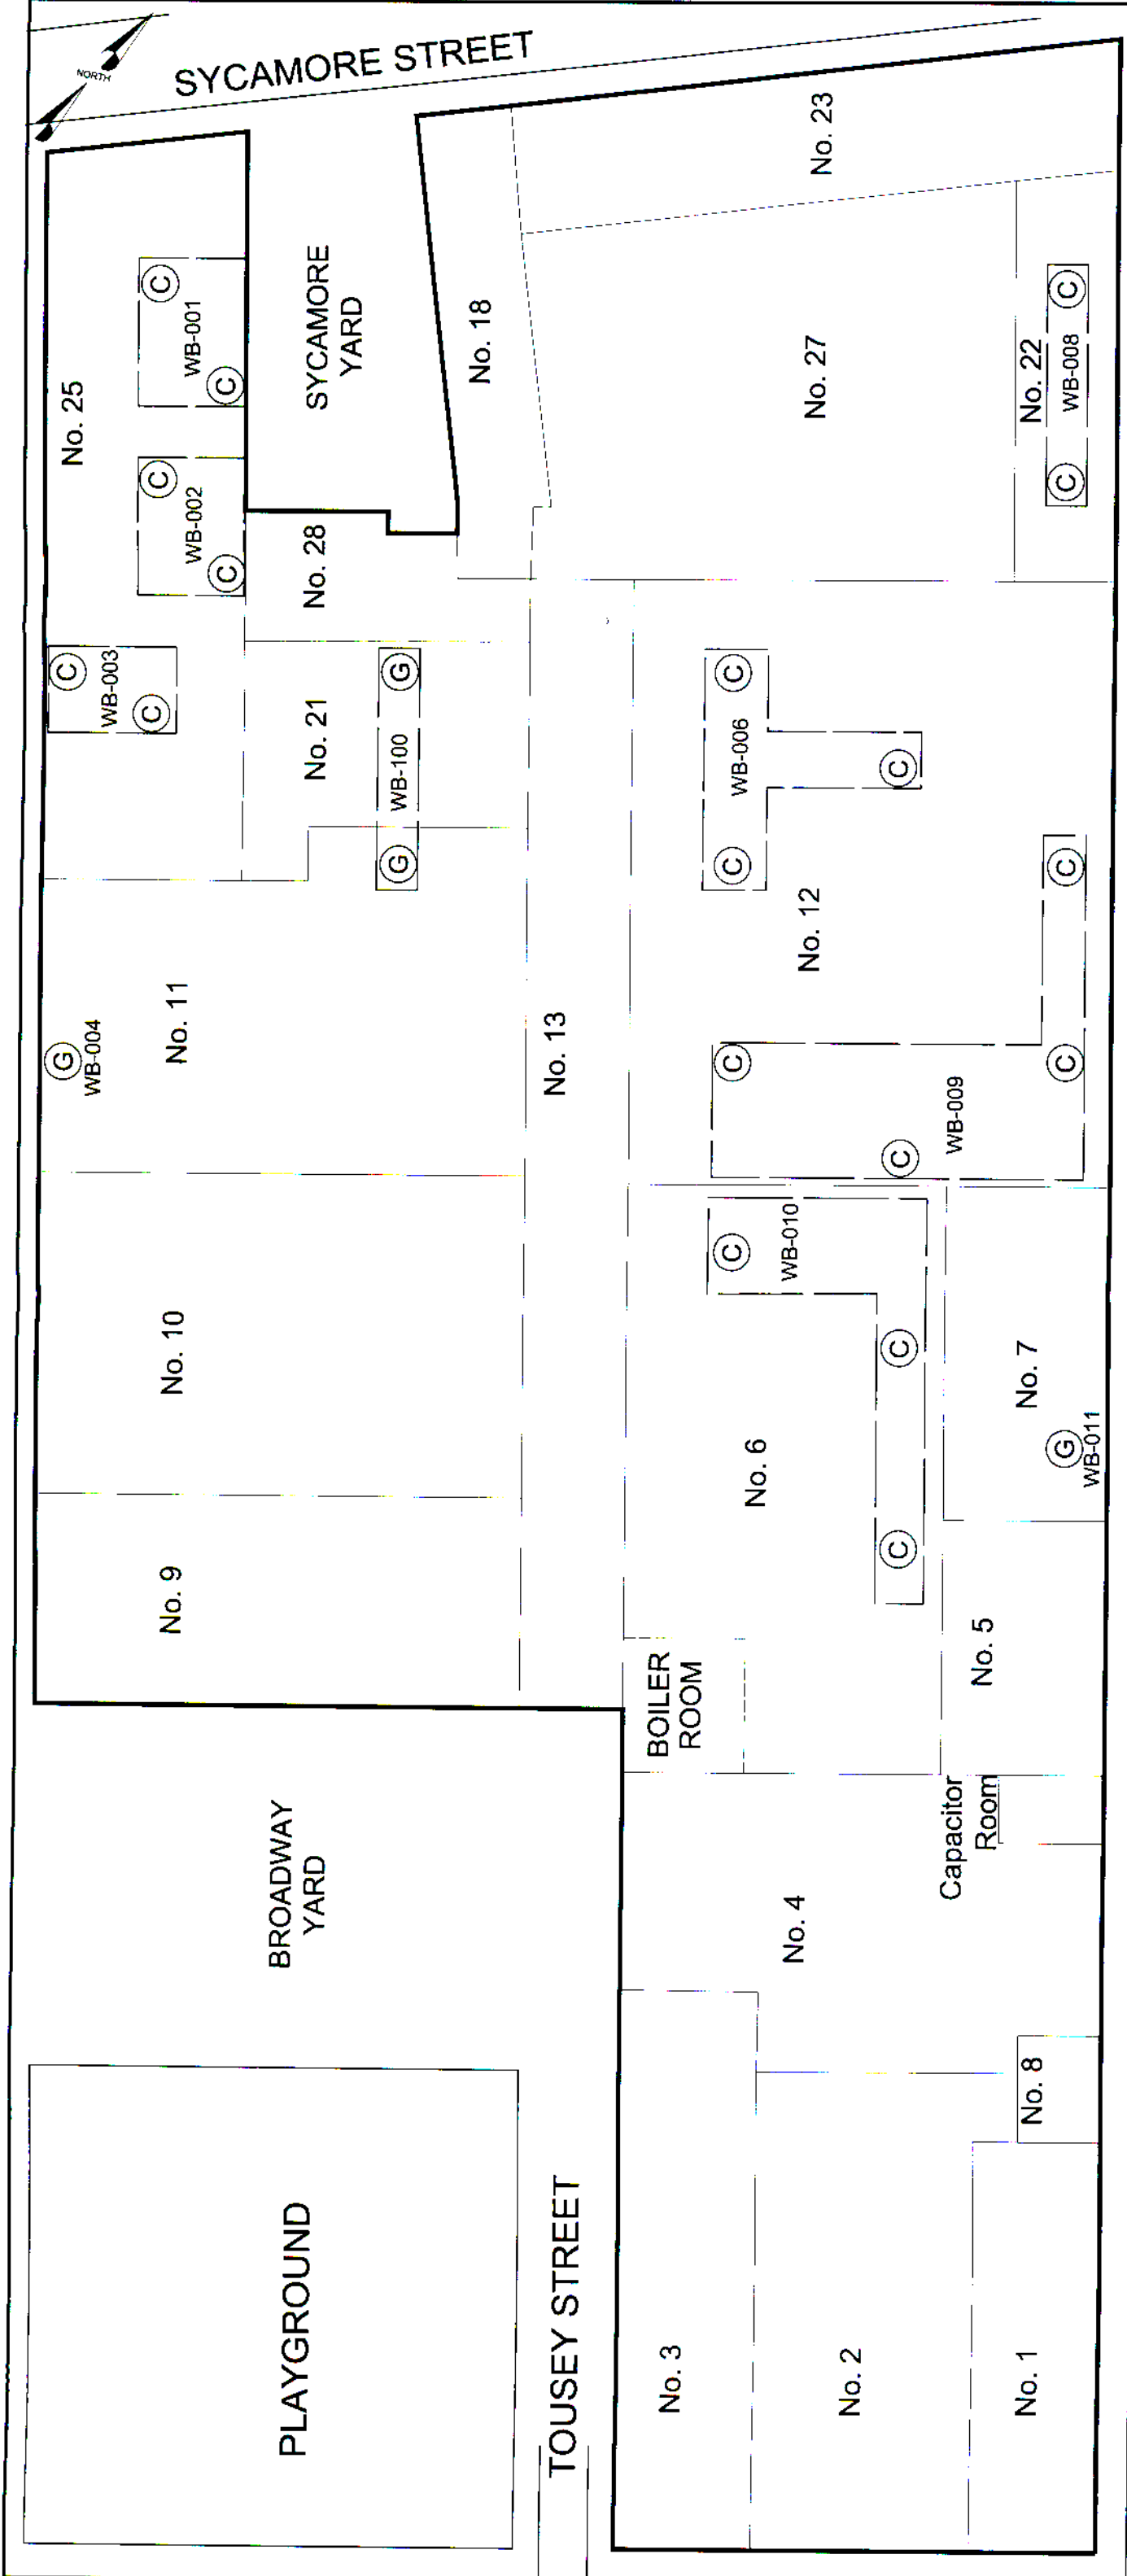 NORTH
SYCAMORE STREET
No. 23
C
WB-001
C
SYCAMORE
YARD
No. 18
No. 25
No. 27
No. 22
C
WB-008
C
C
WB-002
C
No. 28
C
WB-003
C
No. 21
G
WB-100
G
C
WB-006
C
C
No. 12
C
No. 11
G
WB-004
No. 13
C
C
WB-009
C
C
WB-010
C
C
No. 10
No. 6
No. 7
G
WB-011
No. 9
No. 5
BOILER
ROOM
Capacitor
Room
BROADWAY
YARD
No. 4
No. 8
PLAYGROUND
TOUSEY STREET
No. 3
No. 2
No. 1